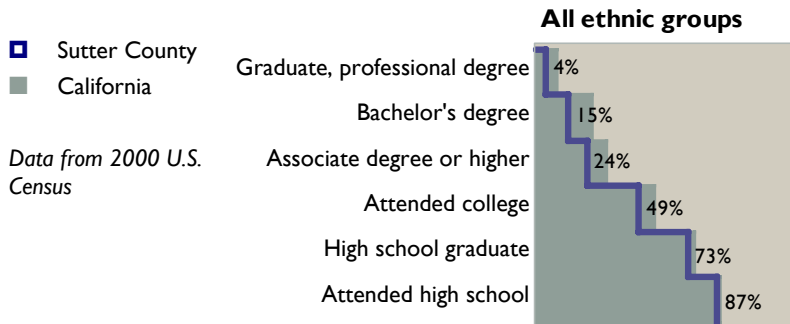 All ethnic groups
Sutter County
California
Data from 2000 U.S.
Census
Graduate, professional degree 4%
Bachelor's degree 15%
Associate degree or higher 24%
Attended college 49%
High school graduate 73%
Attended high school 87%